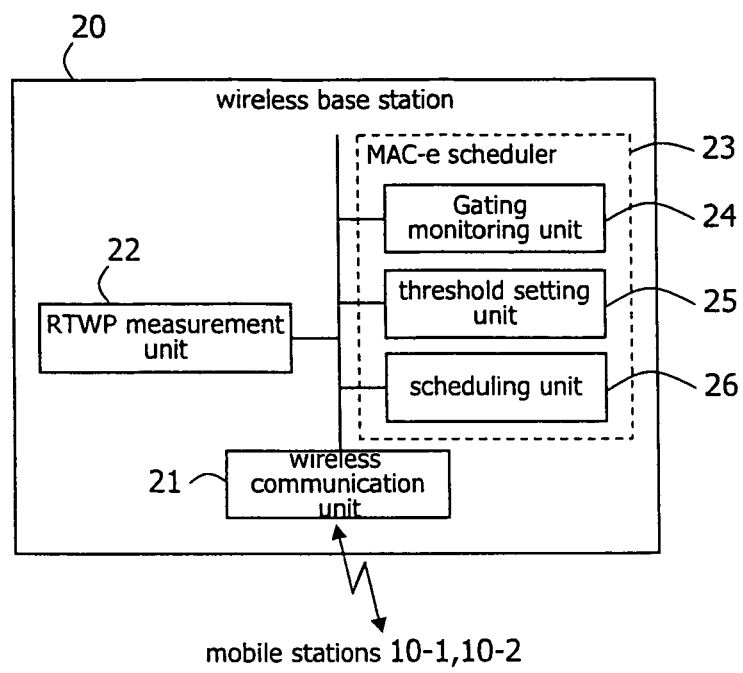 20
wireless base station
MAC-e scheduler
23
Gating
monitoring unit
24
22
threshold setting
unit
25
RTWP measurement
unit
scheduling unit
26
21
wireless
communication
unit
mobile stations 10-1,10-2